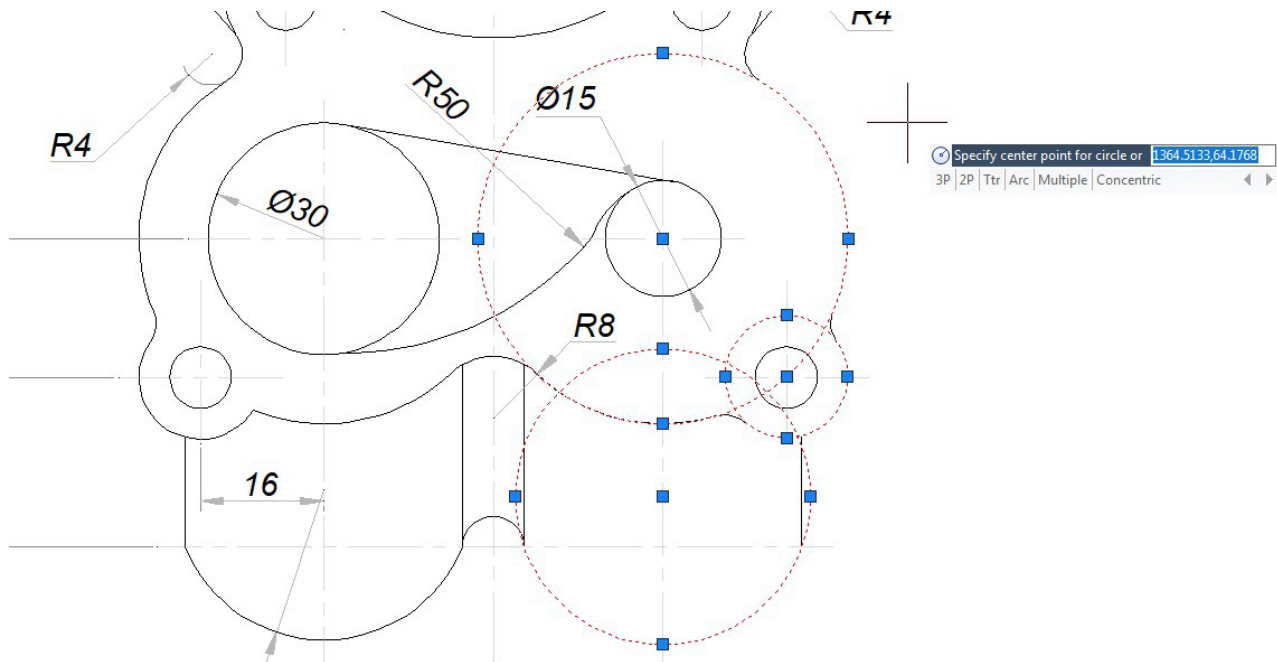 R4
R50
Ø15
R4
Specify center point for circle or 1364.5133,64.1768
3P 2P Ttr Arc Multiple Concentric
Ø30
R8
16